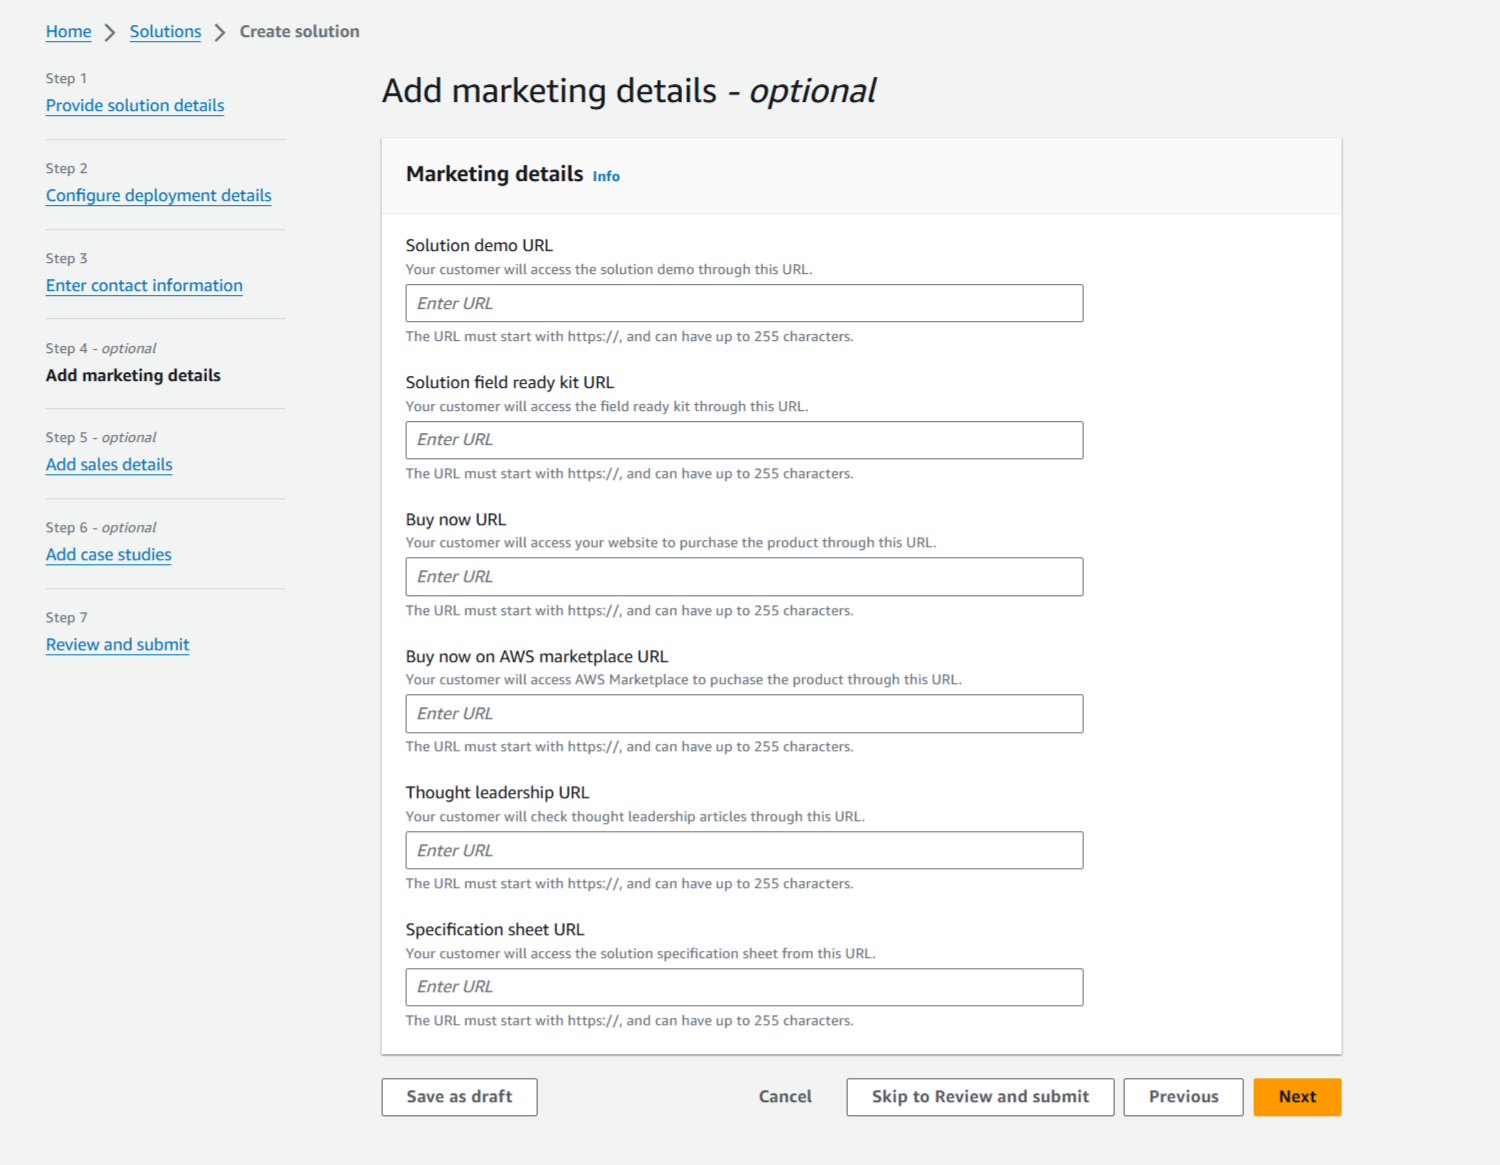 Home > Solutions > Create solution
Step 1
Provide solution details
Step 2
Configure deployment details
Step 3
Enter contact information
Step 4 - optional
Add marketing details
Step 5 - optional
Add sales details
Step 6 - optional
Add case studies
Step 7
Review and submit
Add marketing details - optional
Marketing details Info
Solution demo URL
Your customer will access the solution demo through this URL.
Enter URL
The URL must start with https://, and can have up to 255 characters.
Solution field ready kit URL
Your customer will access the field ready kit through this URL.
Enter URL
The URL must start with https://, and can have up to 255 characters.
Buy now URL
Your customer will access your website to purchase the product through this URL.
Enter URL
The URL must start with https://, and can have up to 255 characters.
Buy now on AWS marketplace URL
Your customer will access AWS Marketplace to puchase the product through this URL.
Enter URL
The URL must start with https://, and can have up to 255 characters.
Thought leadership URL
Your customer will check thought leadership articles through this URL.
Enter URL
The URL must start with https://, and can have up to 255 characters.
Specification sheet URL
Your customer will access the solution specification sheet from this URL.
Enter URL
The URL must start with https://, and can have up to 255 characters.
Save as draft Cancel Skip to Review and submit Previous Next